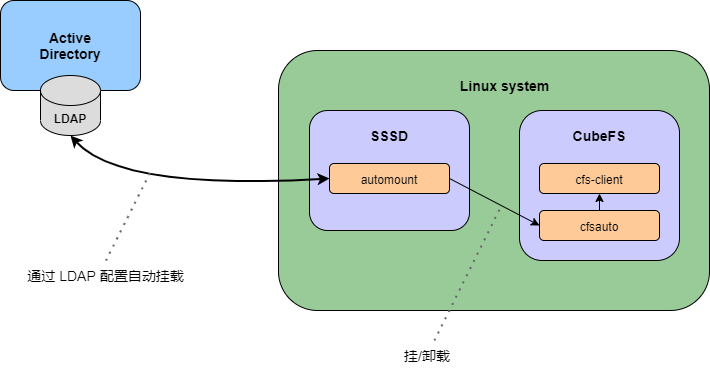 Active
Directory
LDAP
Linux system
SSSD
CubeFS
automount
cfs-client
cfsauto
通过 LDAP 配置自动挂载
挂/卸载